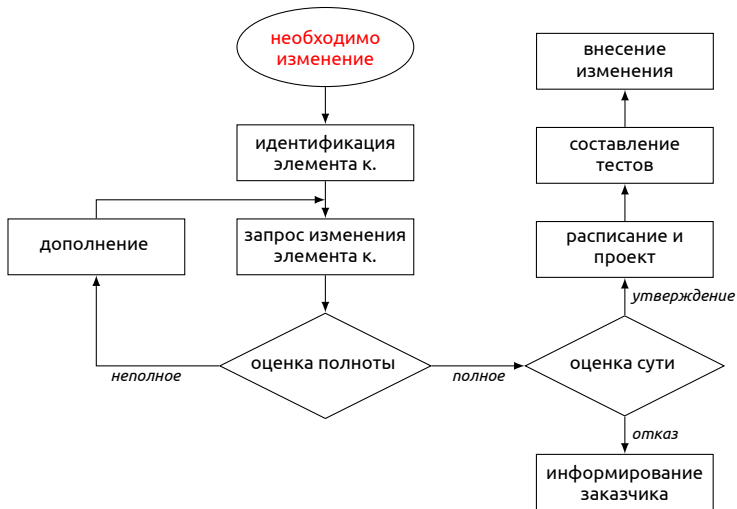 необходимо
изменение
идентификация
элемента к.
запрос изменения
элемента к.
дополнение
оценка полноты
неполное
полное
оценка сути
утверждение
расписание и
проект
составление
тестов
внесение
изменения
отказ
информирование
заказчика